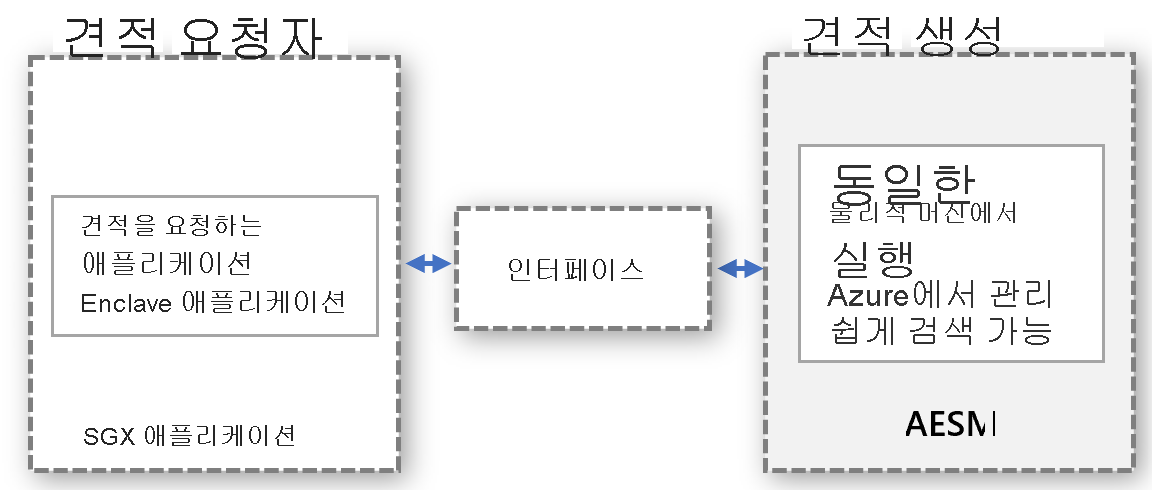 견적 요청자
견적을 요청하는
애플리케이션
Enclave 애플리케이션
SGX 애플리케이션
인터페이스
견적 생성
동일한
물리적 머신에서
실행
Azure에서 관리
쉽게 검색 가능
AESM